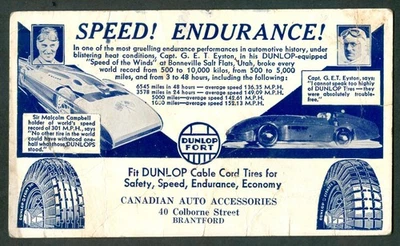 SPEED! ENDURANCE!
In one of the most gruelling endurance performances in automotive history, under
blistering heat conditions, Capt. G. E. T. Eyston, in his DUNLOP-equipped
"Speed of the Winds" at Bonneville Salt Flats, Utah, broke every
world record from 500 to 10,000 kilos, from 500 to 5,000
miles, and from 3 to 48 hours, including the following:
6545 miles in 48 hours — average speed 136.35 M.P.H.
3578 miles in 24 hours — average speed 149.09 M.P.H.
5000 miles—average speed 142.61 M.P.H.
miles—average speed 152.13 M.P.H.
Capt. G.E.T. Eyston, says:
"I cannot speak too highly
of DUNLOP Tires — they
were absolutely trouble-
free."
Sir Malcolm Campbell
holder of world's speed
record of 301 M.P.H., says
"No other tire in the world
could have withstood one-
half what those DUNLOPS
stood."
DUNLOP
FORT
Fit DUNLOP Cable Cord Tires for
Safety, Speed, Endurance, Economy
CANADIAN AUTO ACCESSORIES
40 Colborne Street
BRANTFORD